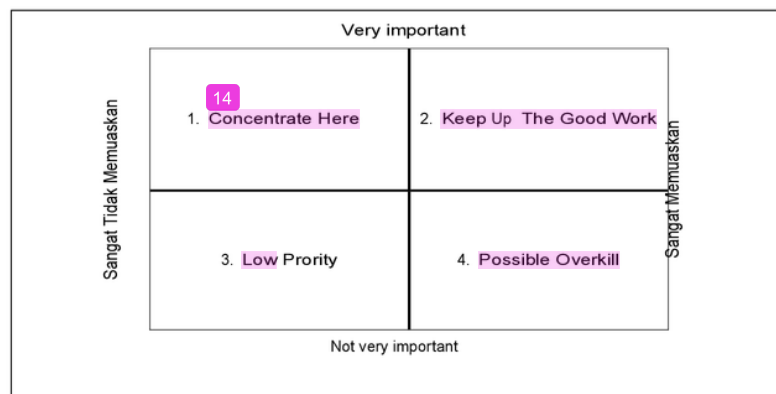 Very important
14
1. Concentrate Here
2. Keep Up The Good Work
Sangat Tidak Memuaskan
Sangat Memuaskan
3. Low Prority
4. Possible Overkill
Not very important